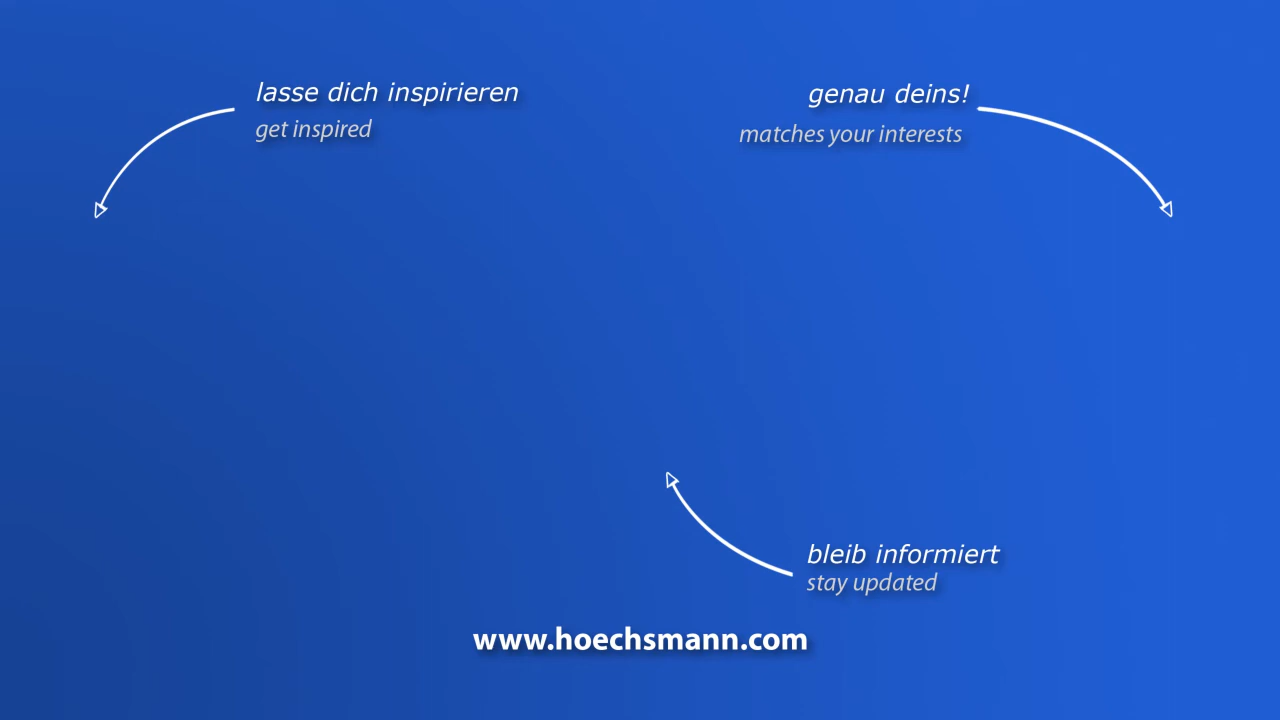 lasse dich inspirieren
get inspired
genau deins!
matches your interests
bleib informiert
stay updated
www.hoechsmann.com